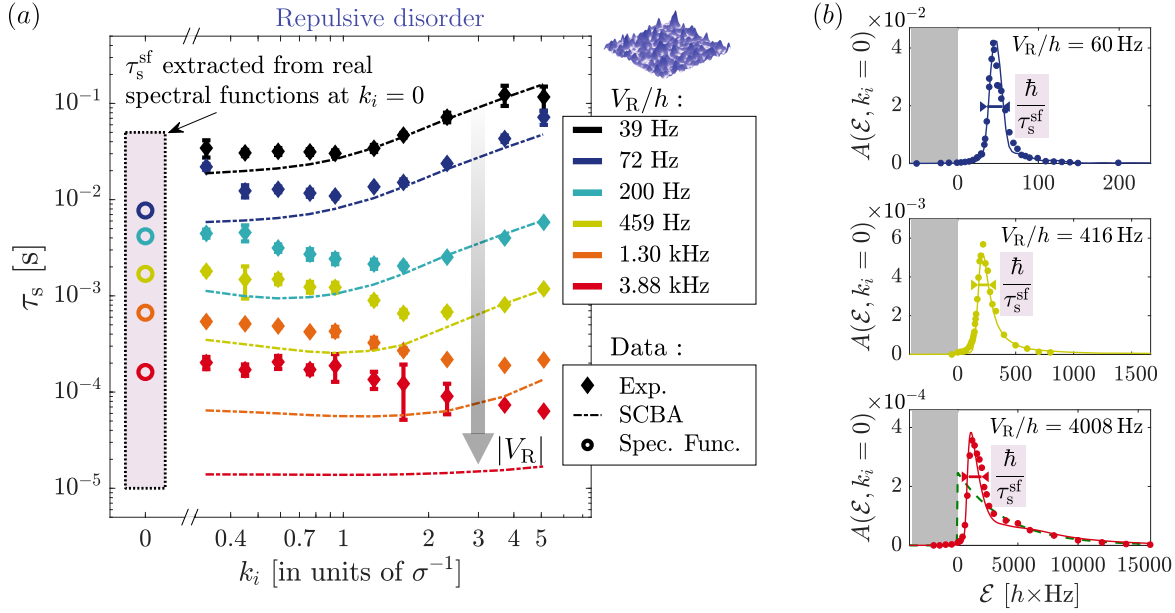 (a)
Repulsive disorder
τ_s^sf extracted from real
spectral functions at k_i = 0
10^-1
10^-2
10^-3
10^-4
10^-5
τ_s [s]
0
0.4
0.7
1
2
3
4
5
k_i [in units of σ^-1]
|V_R|
V_R/h :
39 Hz
72 Hz
200 Hz
459 Hz
1.30 kHz
3.88 kHz
Data :
Exp.
SCBA
Spec. Func.
(b)
×10^-2
V_R/h = 60 Hz
ħ
τ_s^sf
4
2
0
A(ℰ, k_i = 0)
0
100
200
×10^-3
V_R/h = 416 Hz
ħ
τ_s^sf
6
4
2
0
A(ℰ, k_i = 0)
0
500
1000
1500
×10^-4
V_R/h = 4008 Hz
ħ
τ_s^sf
4
2
0
A(ℰ, k_i = 0)
0
5000
10000
15000
ℰ [h×Hz]